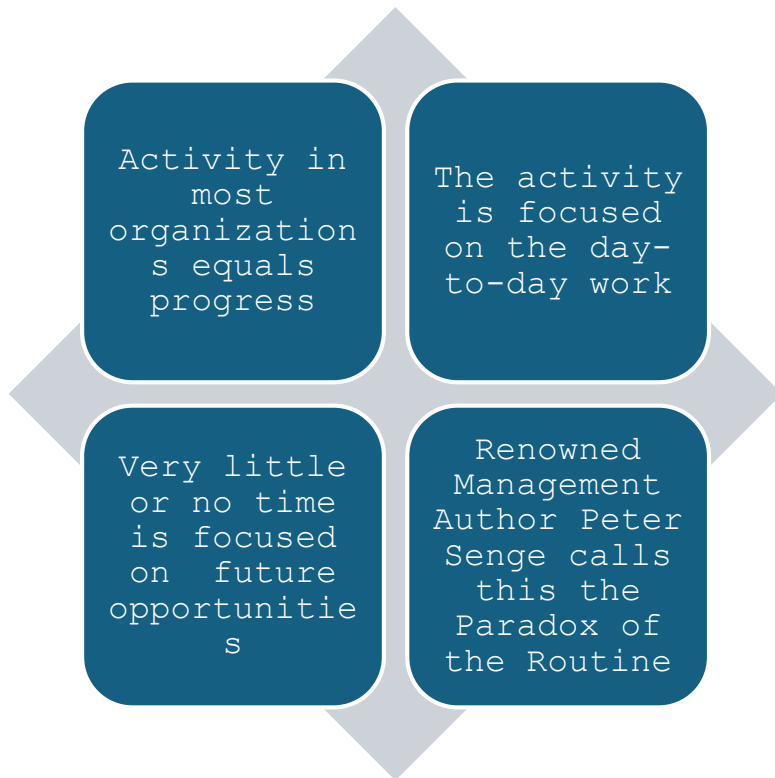 Activity in
most
organization
s equals
progress
The activity
is focused
on the day-
to-day work
Very little
or no time
is focused
on  future
opportunitie
s
Renowned
Management
Author Peter
Senge calls
this the
Paradox of
the Routine